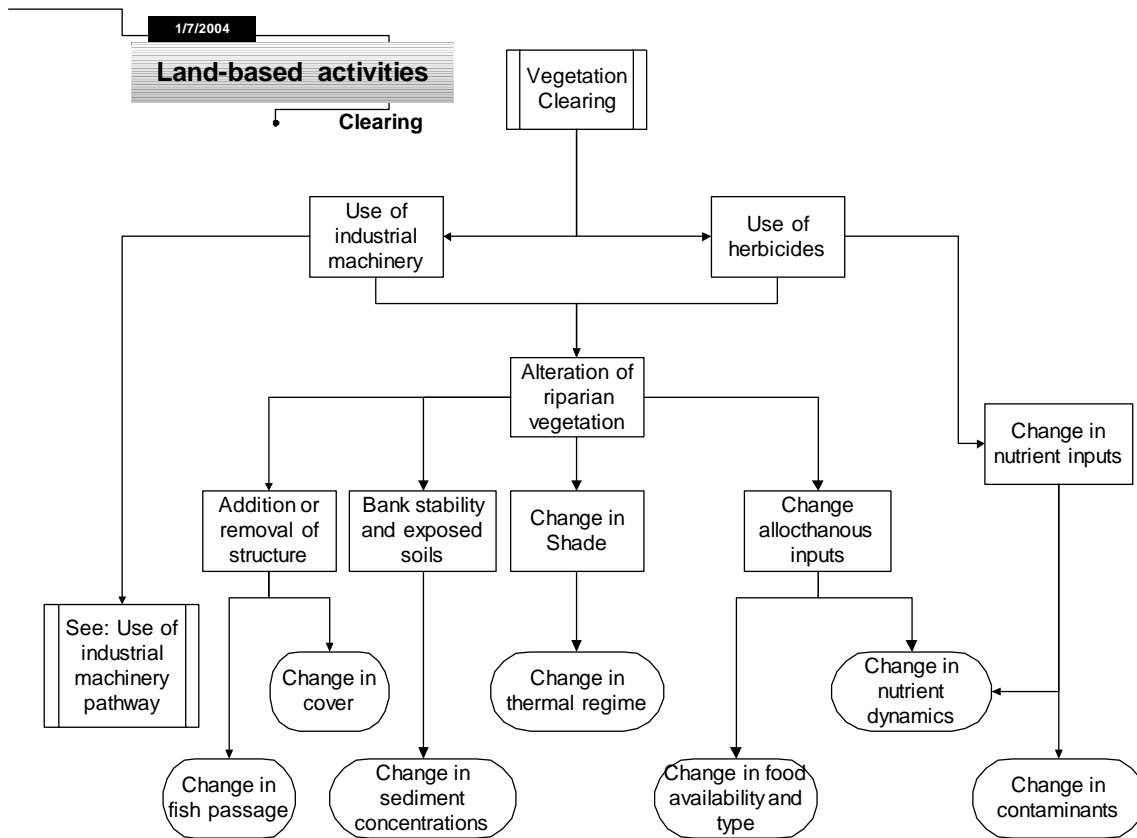 1/7/2004
Land-based activities
Clearing
Vegetation
Clearing
Use of
industrial
machinery
Use of
herbicides
Alteration of
riparian
vegetation
Change in
nutrient inputs
Addition or
removal of
structure
Bank stability
and exposed
soils
Change in
Shade
Change
allocthanous
inputs
See: Use of
industrial
machinery
pathway
Change in
cover
Change in
thermal regime
Change in
nutrient
dynamics
Change in
fish passage
Change in
sediment
concentrations
Change in food
availability and
type
Change in
contaminants